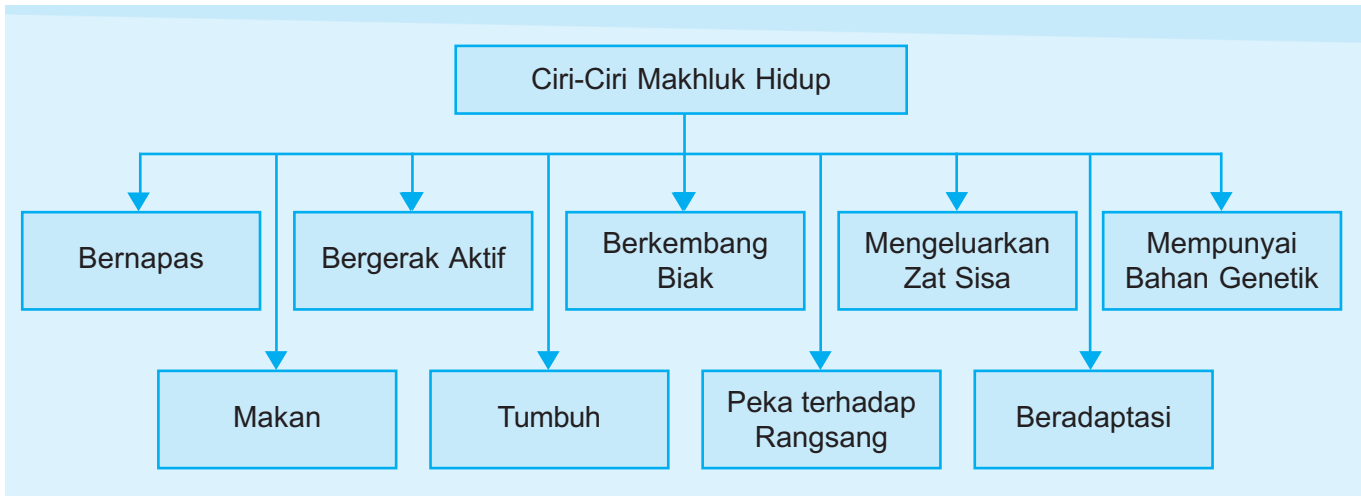 Ciri-Ciri Makhluk Hidup
Bernapas
Bergerak Aktif
Berkembang
Biak
Mengeluarkan
Zat Sisa
Mempunyai
Bahan Genetik
Makan
Tumbuh
Peka terhadap
Rangsang
Beradaptasi